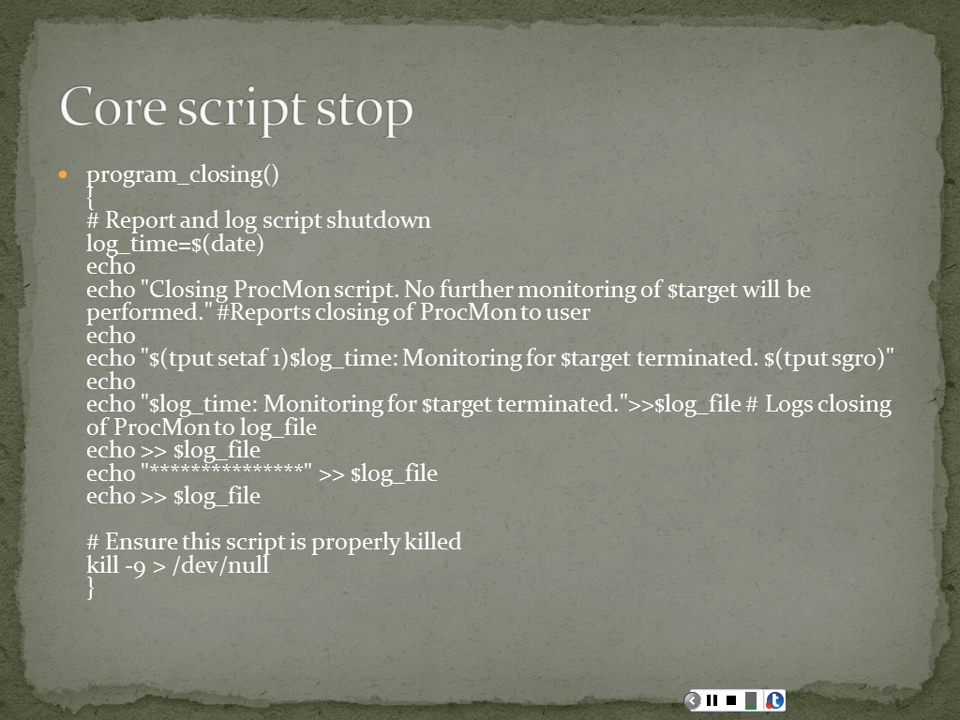 Core script stop
program_closing()
}
{
# Report and log script shutdown
log_time=$(date)
echo
echo "Closing ProcMon script. No further monitoring of $target will be
performed." #Reports closing of ProcMon to user
echo
echo "$(tput setaf 1)$log_time: Monitoring for $target terminated. $(tput sgr0)"
echo
echo "$log_time: Monitoring for $target terminated.">>$log_file # Logs closing
of ProcMon to log_file
echo >> $log_file
echo "***************" >> $log_file
echo >> $log_file
# Ensure this script is properly killed
kill -9 > /dev/null
}